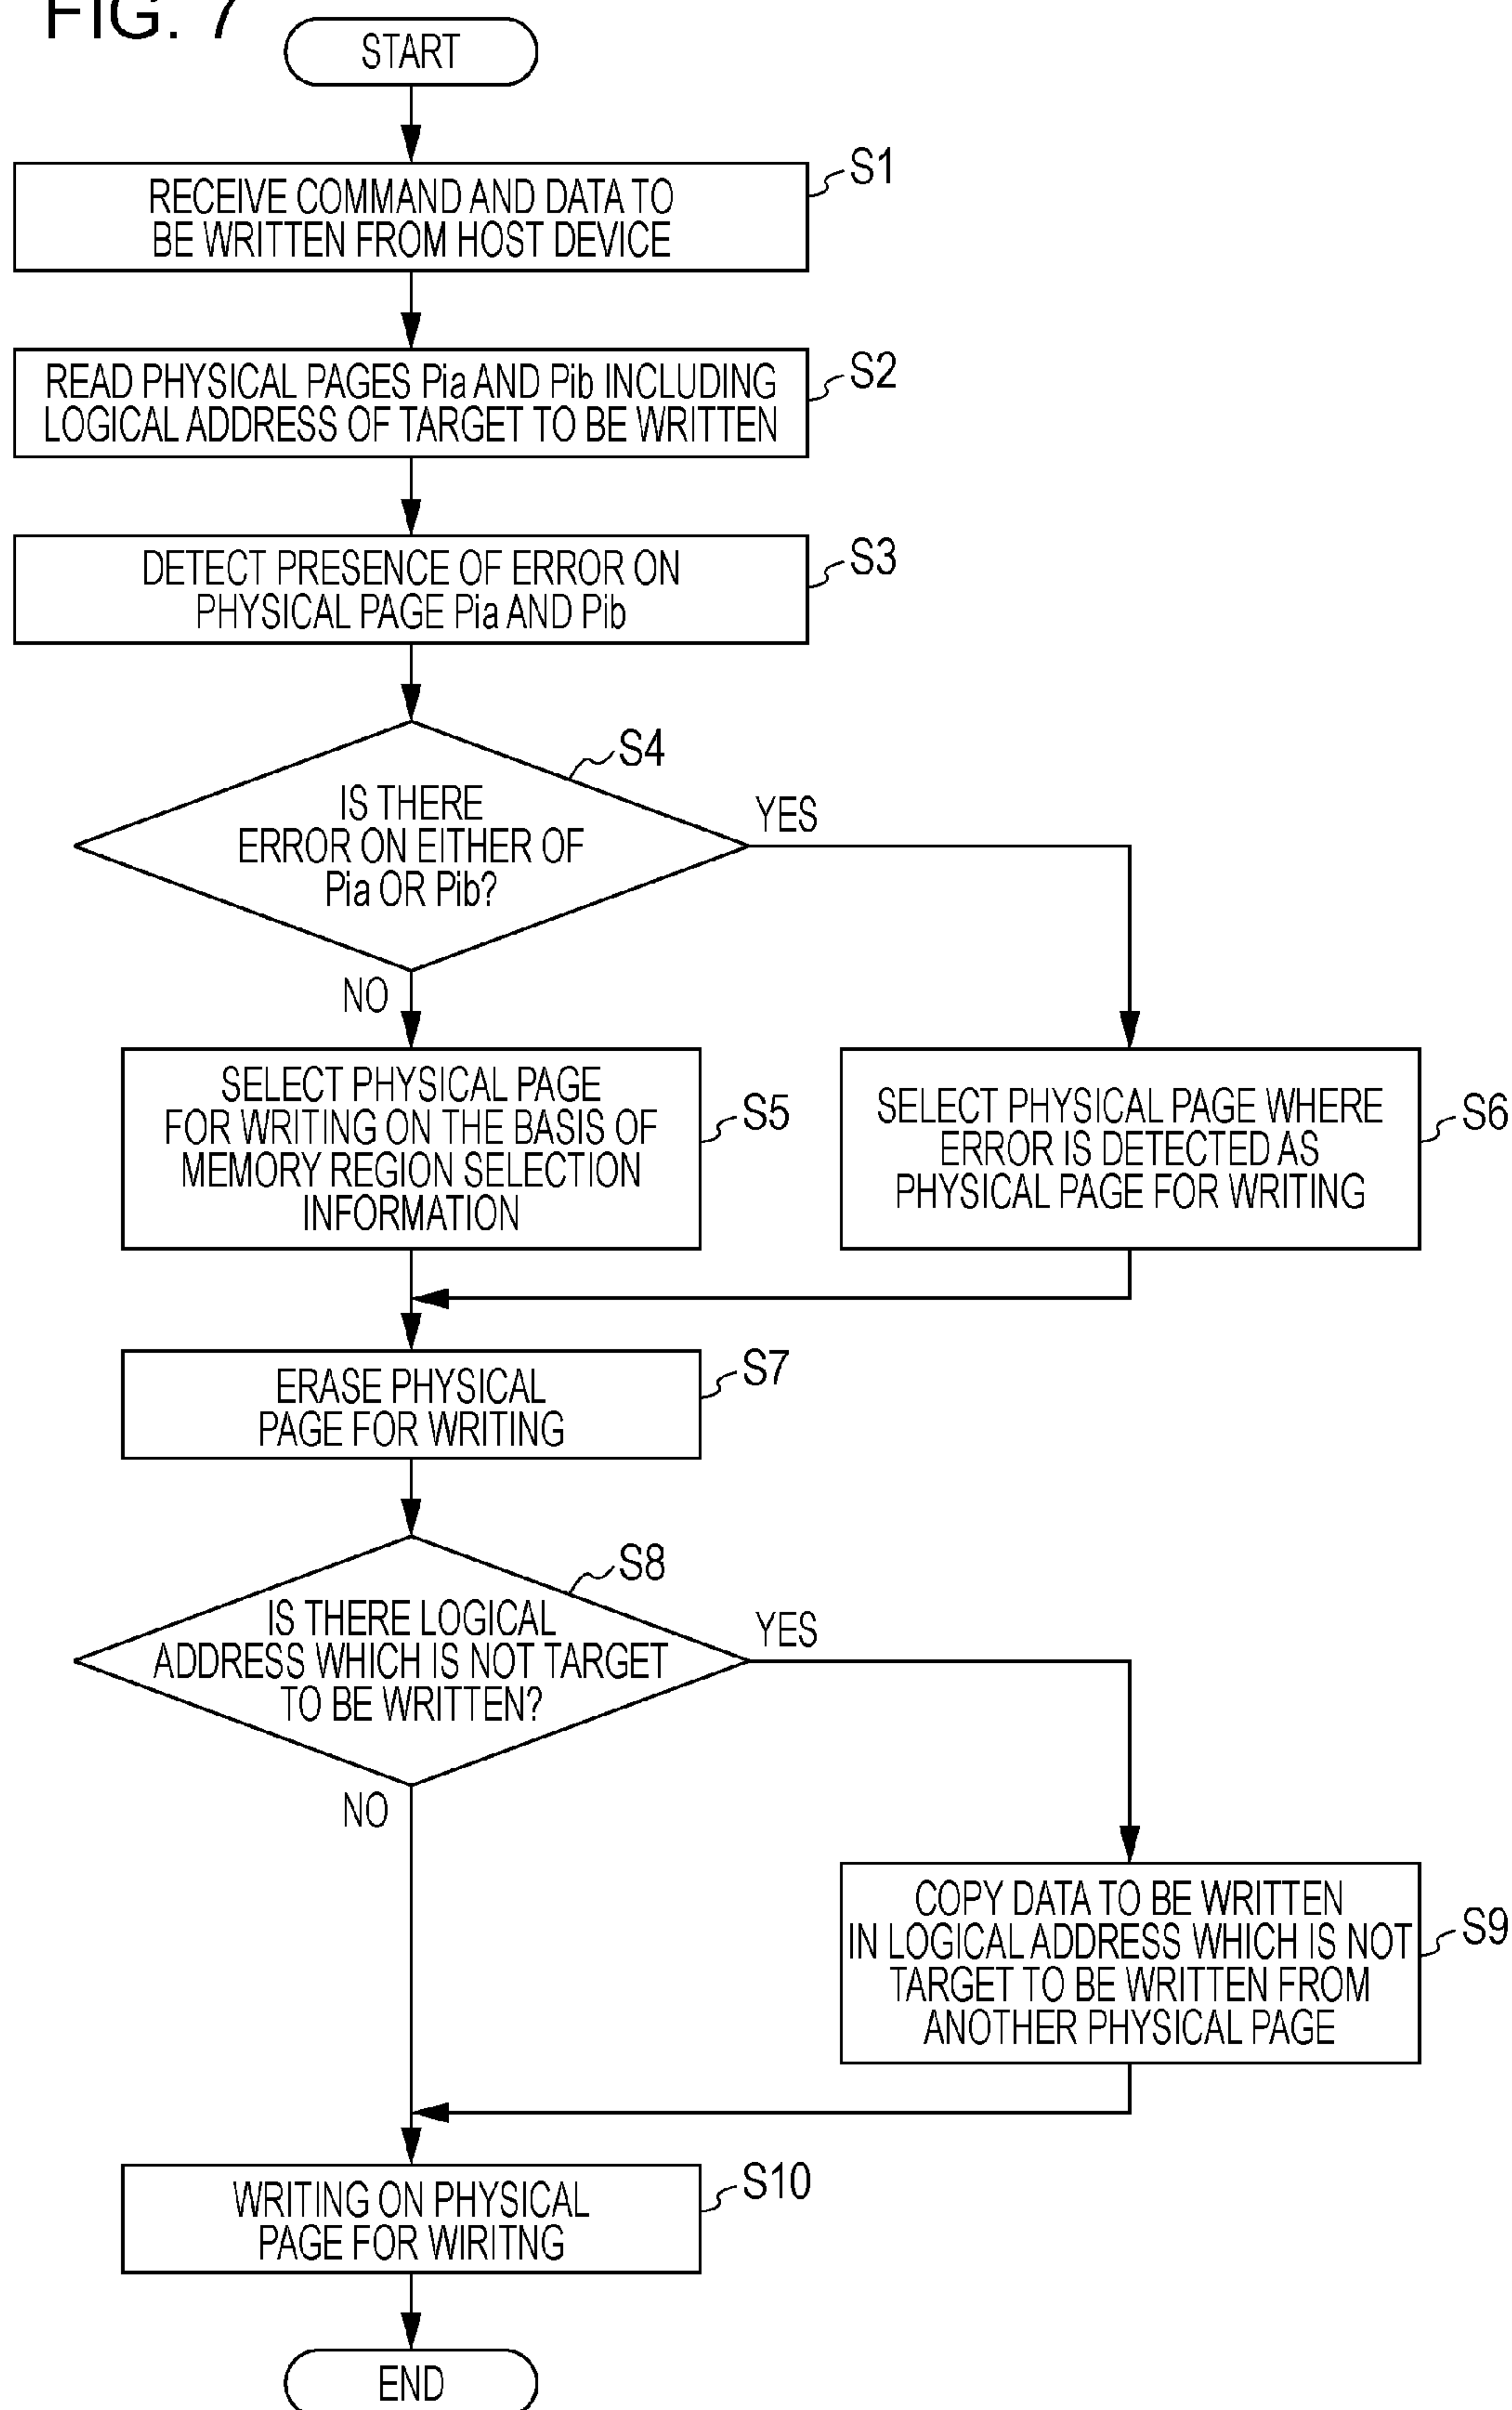 FIG. 7
START
S1
RECEIVE COMMAND AND DATA TO
BE WRITTEN FROM HOST DEVICE
S2
READ PHYSICAL PAGES Pia AND Pib INCLUDING
LOGICAL ADDRESS OF TARGET TO BE WRITTEN
S3
DETECT PRESENCE OF ERROR ON
PHYSICAL PAGE Pia AND Pib
S4
IS THERE
ERROR ON EITHER OF
Pia OR Pib?
YES
NO
SELECT PHYSICAL PAGE
FOR WRITING ON THE BASIS OF
MEMORY REGION SELECTION
INFORMATION
S5
SELECT PHYSICAL PAGE WHERE
ERROR IS DETECTED AS
PHYSICAL PAGE FOR WRITING
S6
S7
ERASE PHYSICAL
PAGE FOR WRITING
S8
IS THERE LOGICAL
ADDRESS WHICH IS NOT TARGET
TO BE WRITTEN?
YES
NO
COPY DATA TO BE WRITTEN
IN LOGICAL ADDRESS WHICH IS NOT
TARGET TO BE WRITTEN FROM
ANOTHER PHYSICAL PAGE
S9
S10
WRITING ON PHYSICAL
PAGE FOR WIRITNG
END